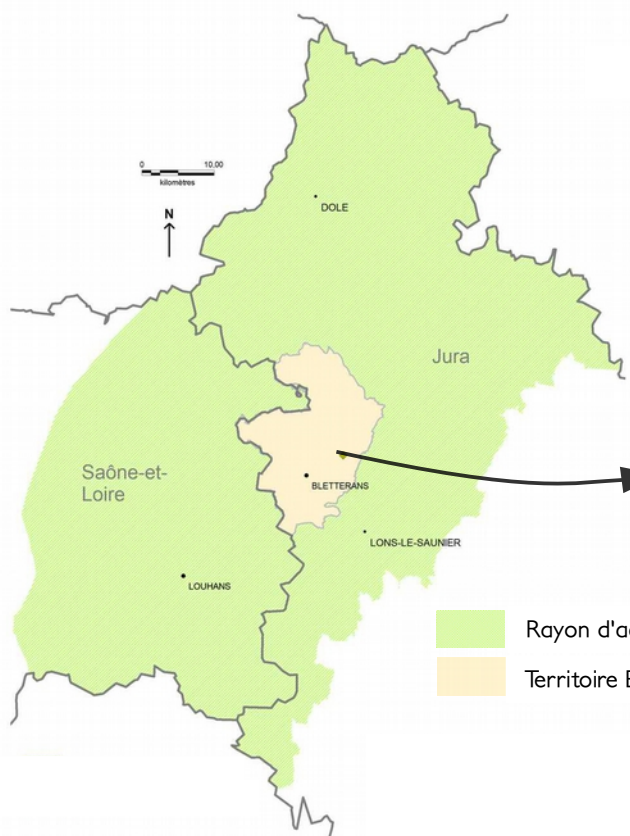 0 10,00
kilomètres
N
DOLE
Jura
Saône-et-
Loire
BLETTERANS
LONS-LE-SAUNIER
LOUHANS
Rayon d'a
Territoire